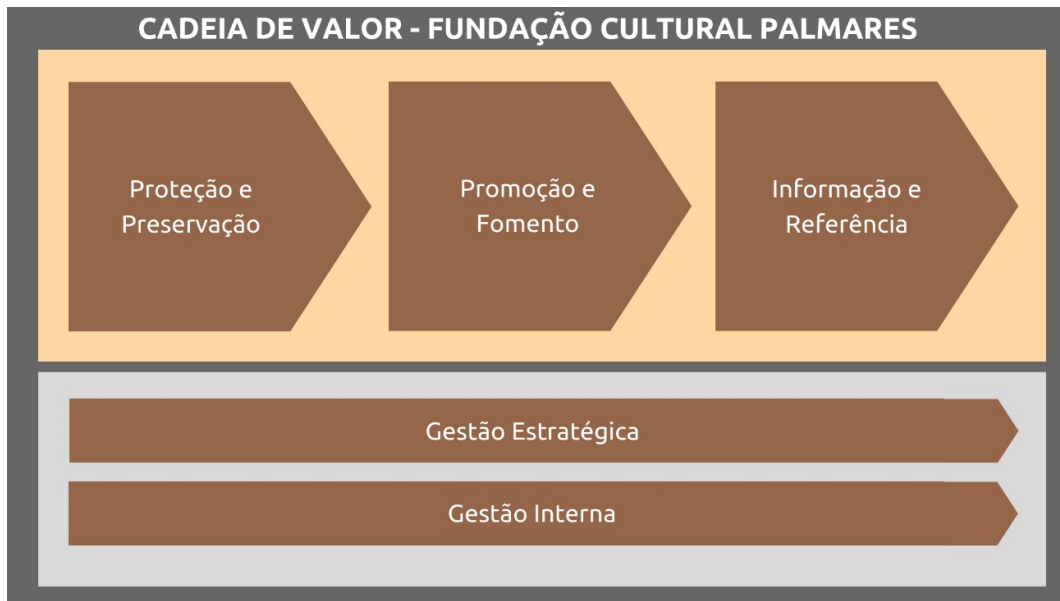 CADEIA DE VALOR - FUNDAÇÃO CULTURAL PALMARES
Proteção e
Preservação
Promoção e
Fomento
Informação e
Referência
Gestão Estratégica
Gestão Interna